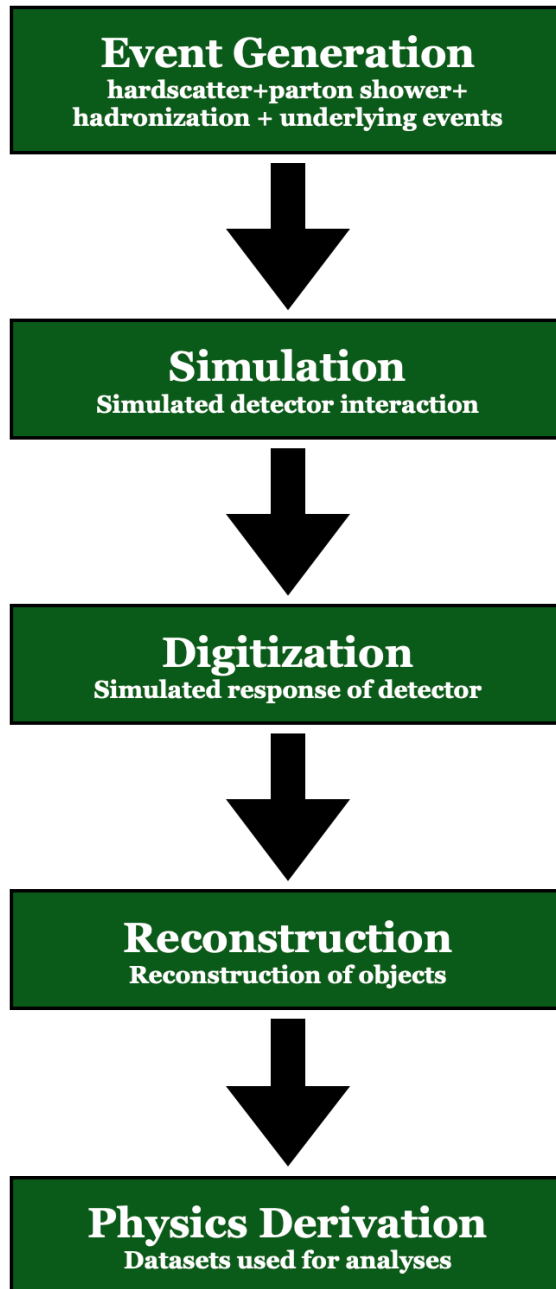 Event Generation
hardscatter+parton shower+
hadronization + underlying events
Simulation
Simulated detector interaction
Digitization
Simulated response of detector
Reconstruction
Reconstruction of objects
Physics Derivation
Datasets used for analyses